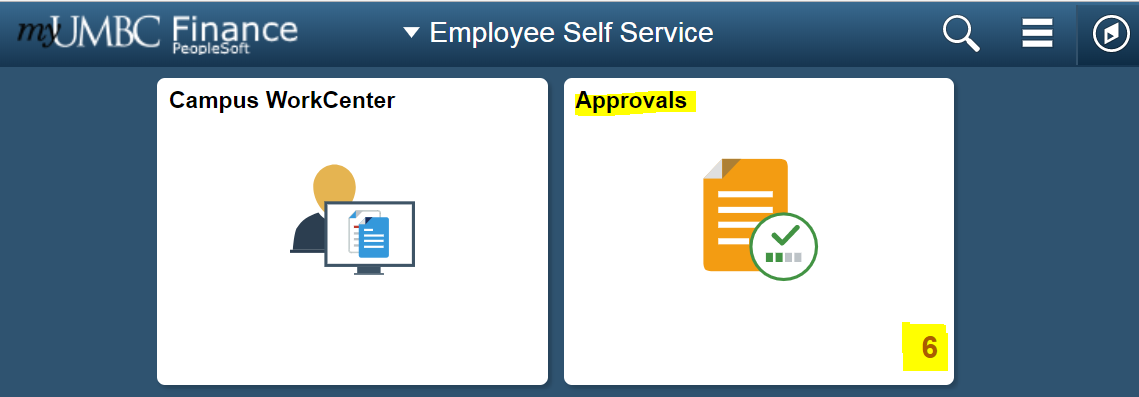 myUMBC Finance
PeopleSoft
Employee Self Service
Campus WorkCenter
Approvals
6